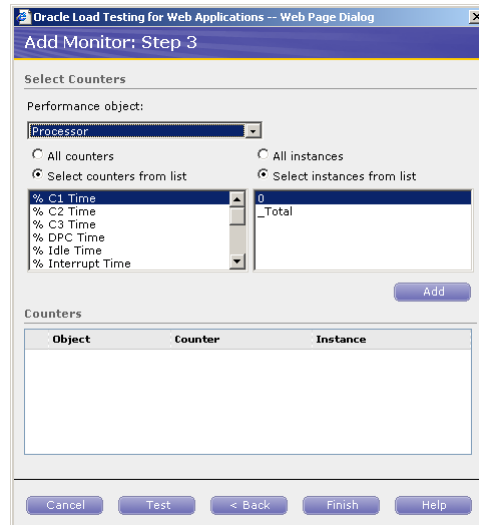 Oracle Load Testing for Web Applications -- Web Page Dialog
Add Monitor: Step 3
Select Counters
Performance object:
Processor
All counters
All instances
Select counters from list
Select instances from list
% C1 Time
% C2 Time
% C3 Time
% DPC Time
% Idle Time
% Interrupt Time
0
_Total
Add
Counters
Object Counter Instance
Cancel Test < Back Finish Help